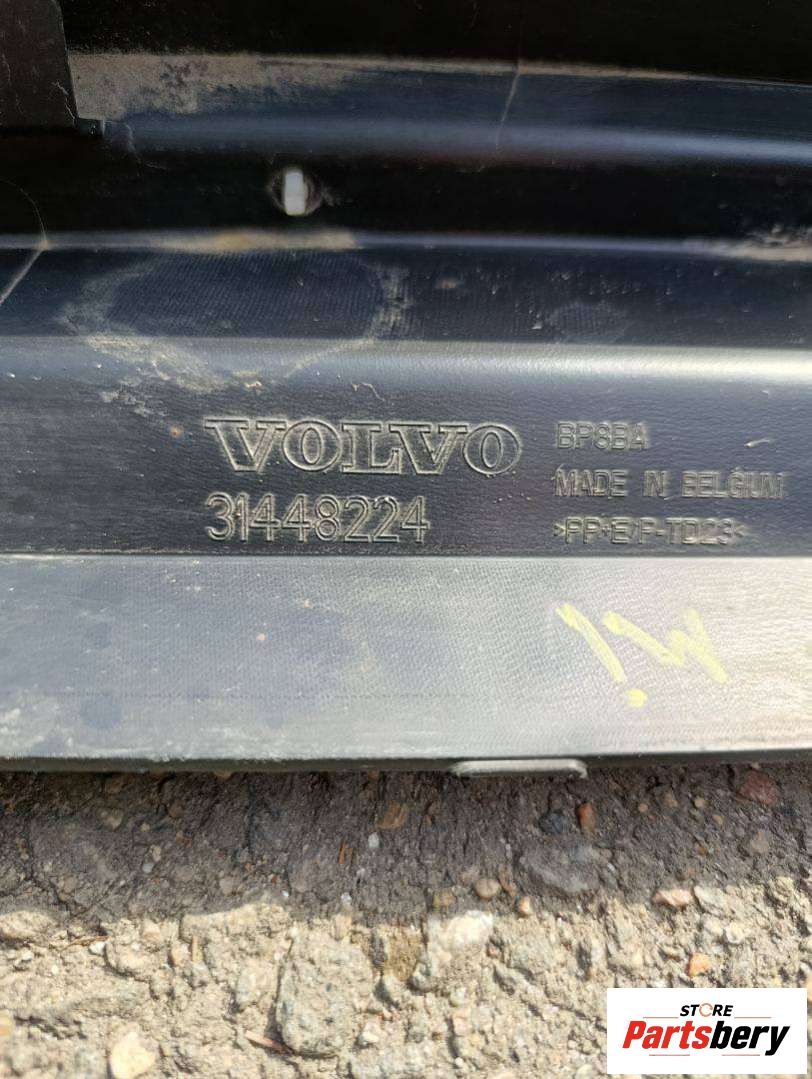 VOLVO
31448224
BP8BA
MADE IN BELGIUM
>PP+E/P-TD23<
STORE
Partsbery